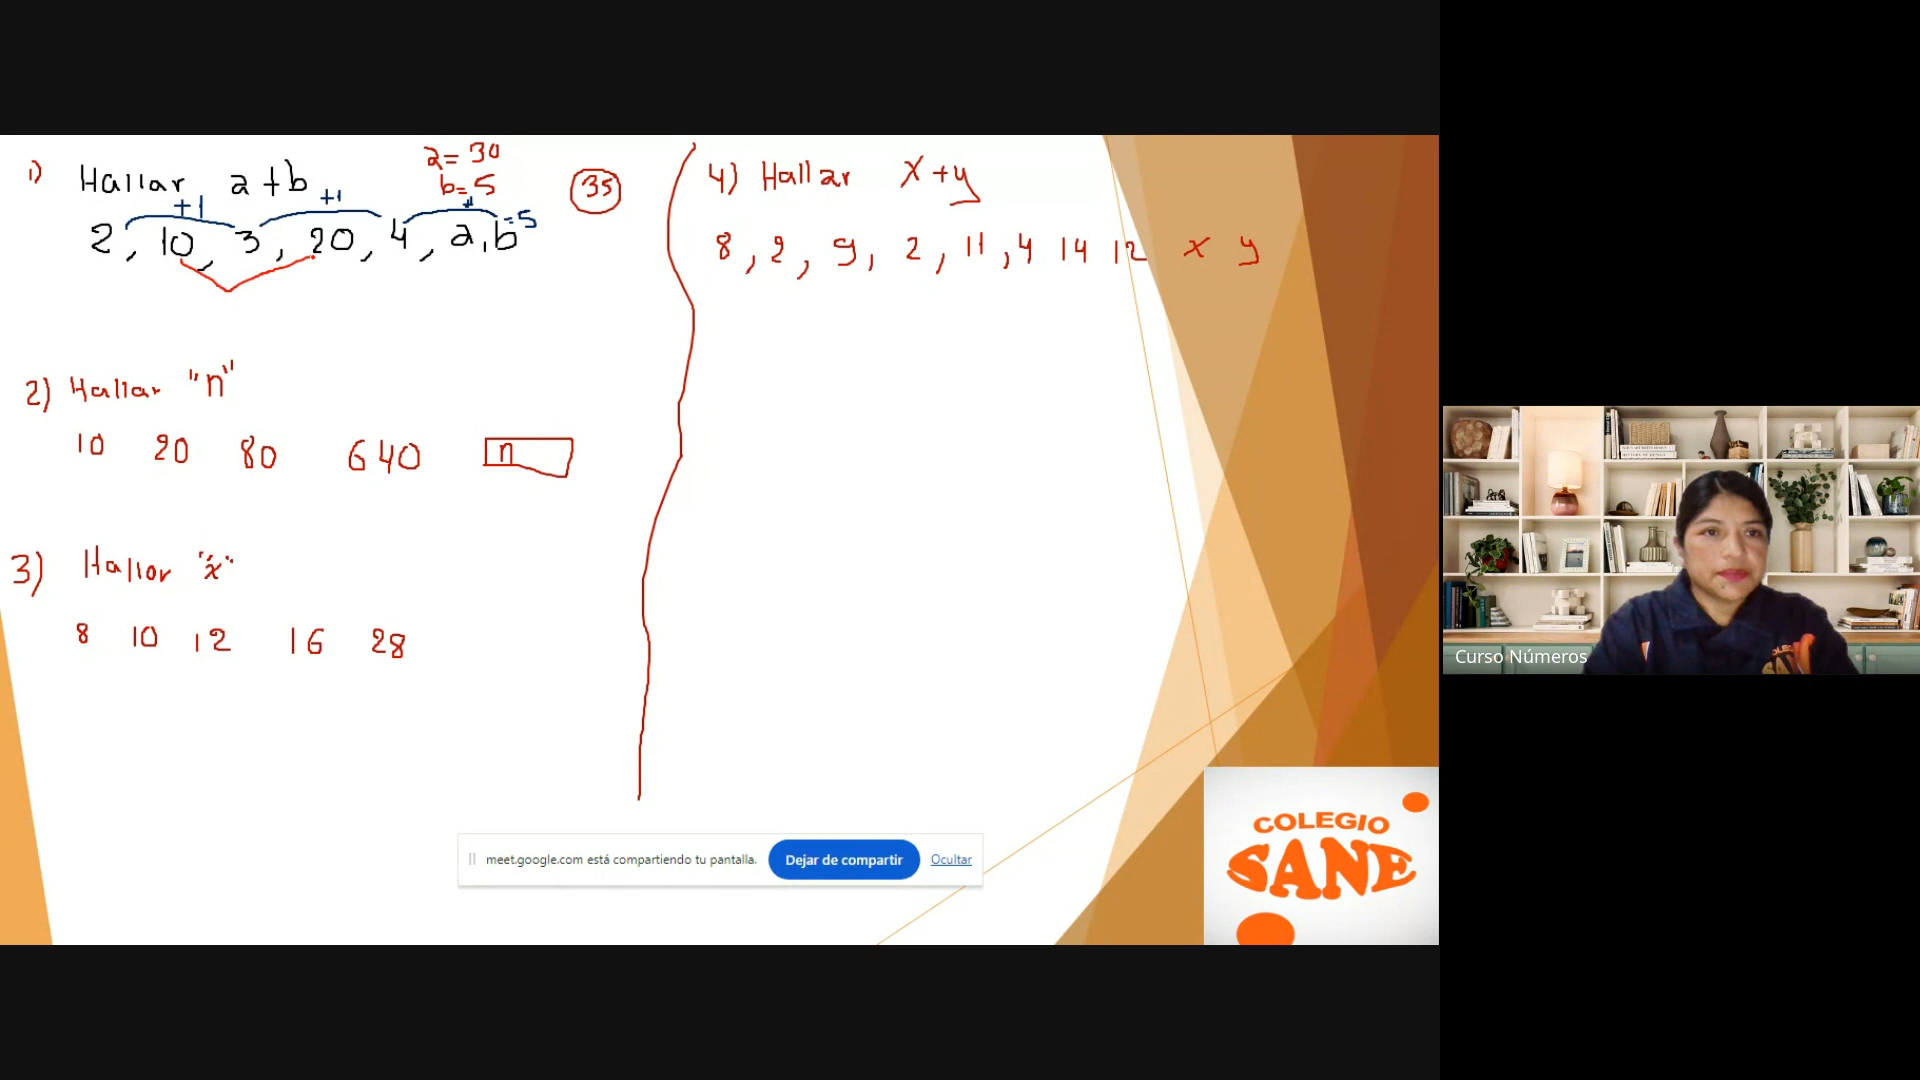 1) Hallar a+b
a= 30
b= 5
35
+1 +1 +1
2, 10, 3, 20, 4, a, b =5
2) Hallar "n"
10 20 80 640 n
3) Hallar "x"
8 10 12 16 28
4) Hallar x+y
8, 2, 9, 2, 11, 4 14 12 x y
meet.google.com está compartiendo tu pantalla. Dejar de compartir Ocultar
COLEGIO
SANE
Curso Números